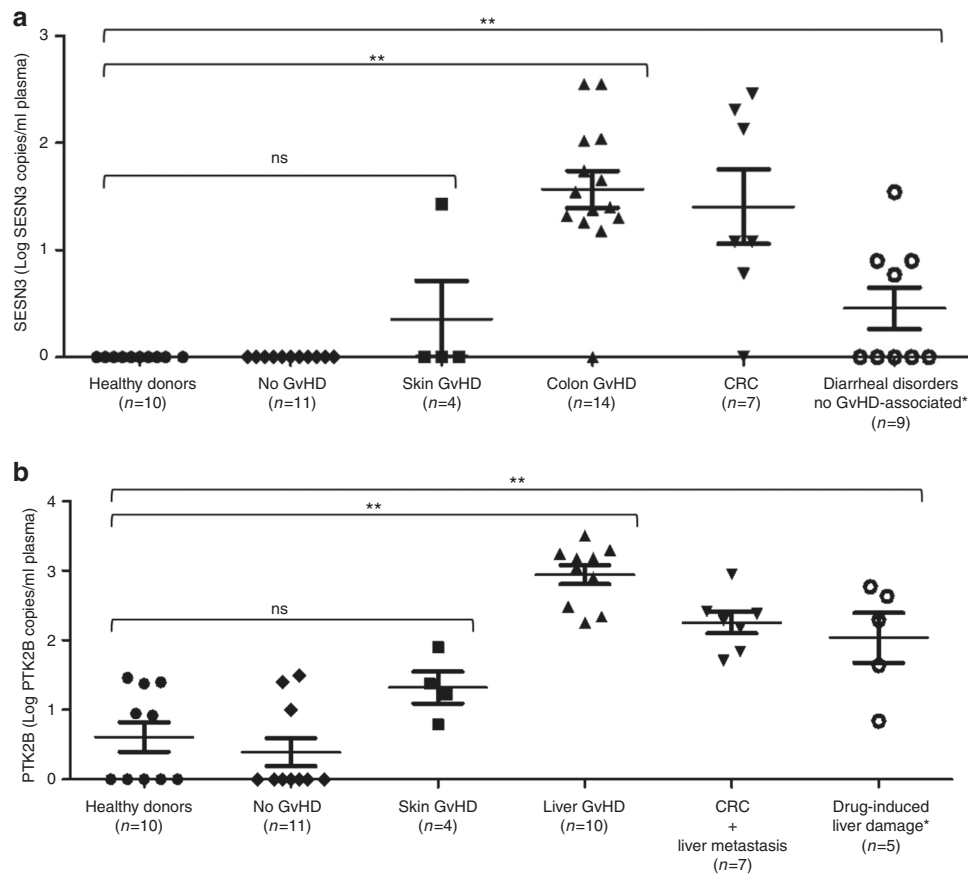 a
**
**
ns
SESN3 (Log SESN3 copies/ml plasma)
3
2
1
0
Healthy donors
(n=10)
No GvHD
(n=11)
Skin GvHD
(n=4)
Colon GvHD
(n=14)
CRC
(n=7)
Diarrheal disorders
no GvHD-associated*
(n=9)
b
**
**
ns
PTK2B (Log PTK2B copies/ml plasma)
4
3
2
1
0
Healthy donors
(n=10)
No GvHD
(n=11)
Skin GvHD
(n=4)
Liver GvHD
(n=10)
CRC
+
liver metastasis
(n=7)
Drug-induced
liver damage*
(n=5)